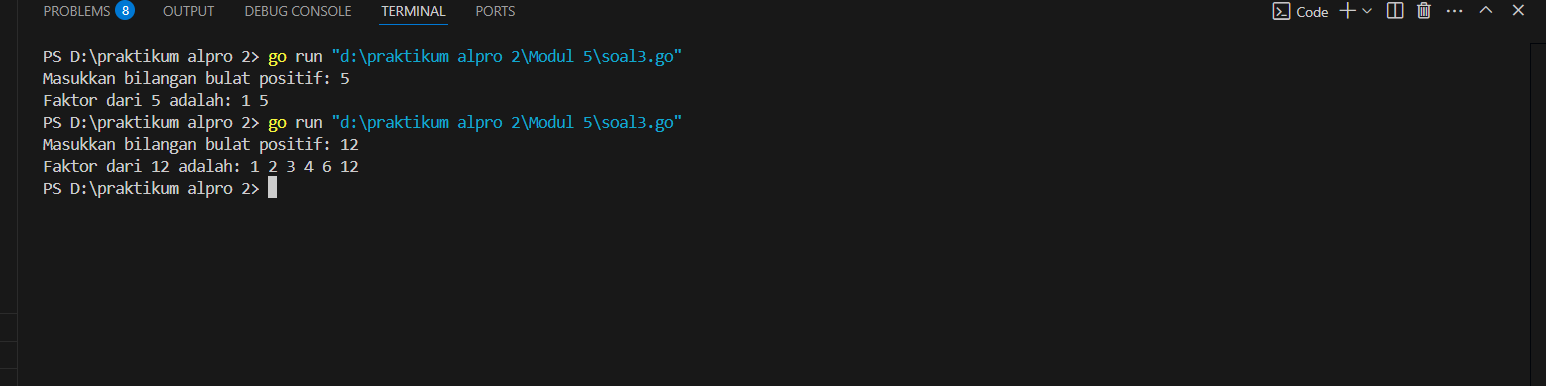 PROBLEMS 8 OUTPUT DEBUG CONSOLE TERMINAL PORTS Code
PS D:\praktikum alpro 2> go run "d:\praktikum alpro 2\Modul 5\soal3.go"
Masukkan bilangan bulat positif: 5
Faktor dari 5 adalah: 1 5
PS D:\praktikum alpro 2> go run "d:\praktikum alpro 2\Modul 5\soal3.go"
Masukkan bilangan bulat positif: 12
Faktor dari 12 adalah: 1 2 3 4 6 12
PS D:\praktikum alpro 2>